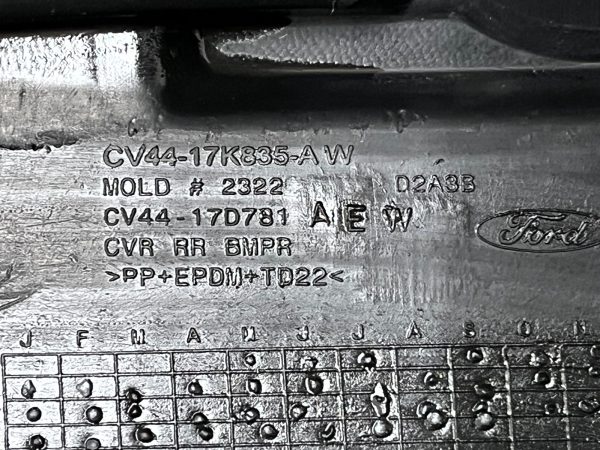 CV44-17K835-AW
MOLD # 2322 D2A3B
CV44-17D781 AEW
Ford
CVR RR BMPR
>PP+EPDM+TD22<
J F M A M J J A S O N